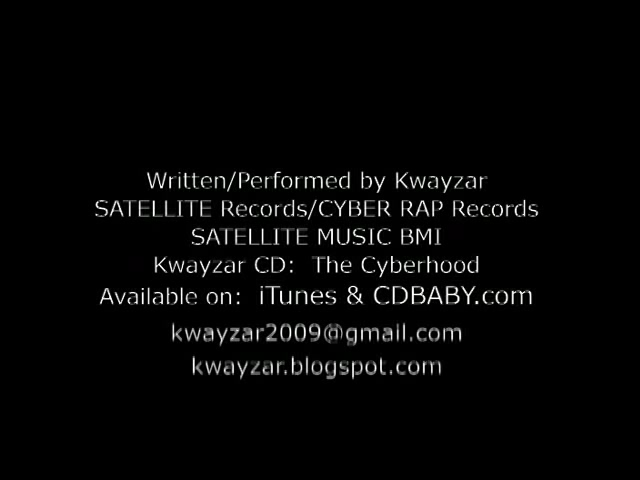 Written/Performed by Kwayzar
SATELLITE Records/CYBER RAP Records
SATELLITE MUSIC BMI
Kwayzar CD:  The Cyberhood
Available on:  iTunes & CDBABY.com
kwayzar2009@gmail.com
kwayzar.blogspot.com